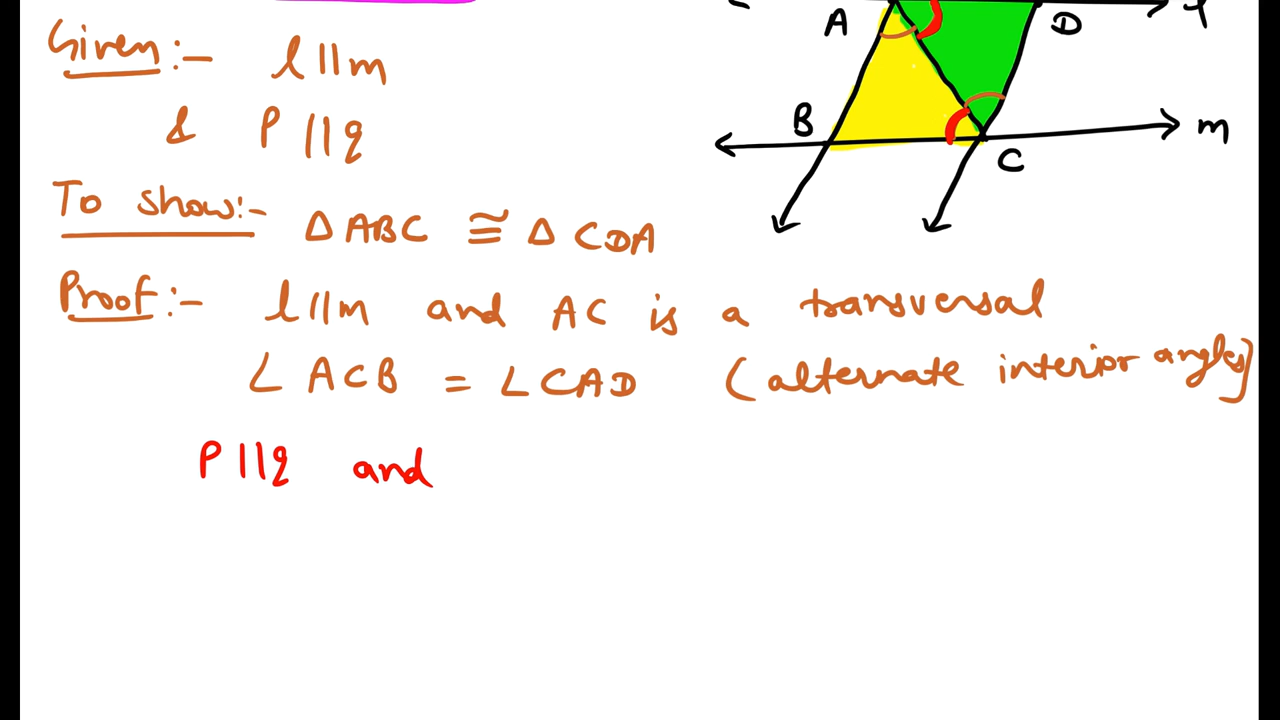 A D
Given:- l||m
B m
& P||q
C
To show:- Δ ABC ≅ Δ CDA
Proof:- l||m and AC is a transversal
∠ ACB = ∠ CAD (alternate interior angles)
P||q and